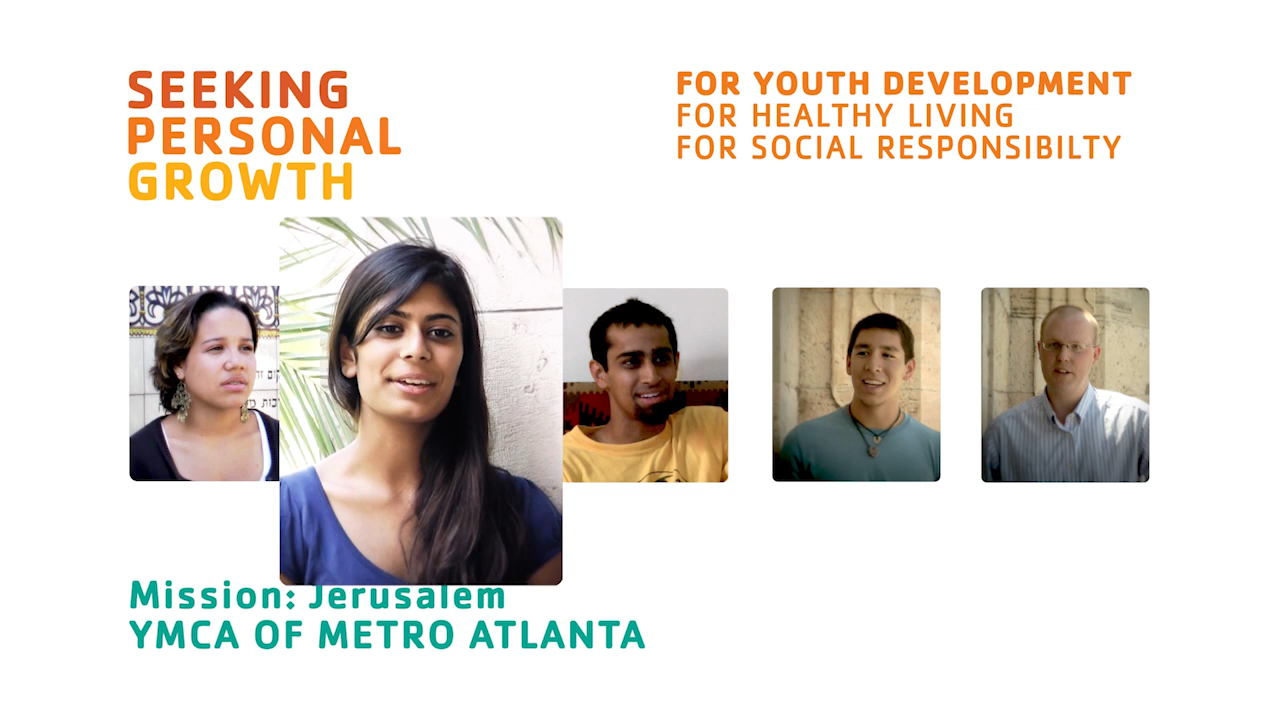 SEEKING
PERSONAL
GROWTH
FOR YOUTH DEVELOPMENT
FOR HEALTHY LIVING
FOR SOCIAL RESPONSIBILTY
Mission: Jerusalem
YMCA OF METRO ATLANTA